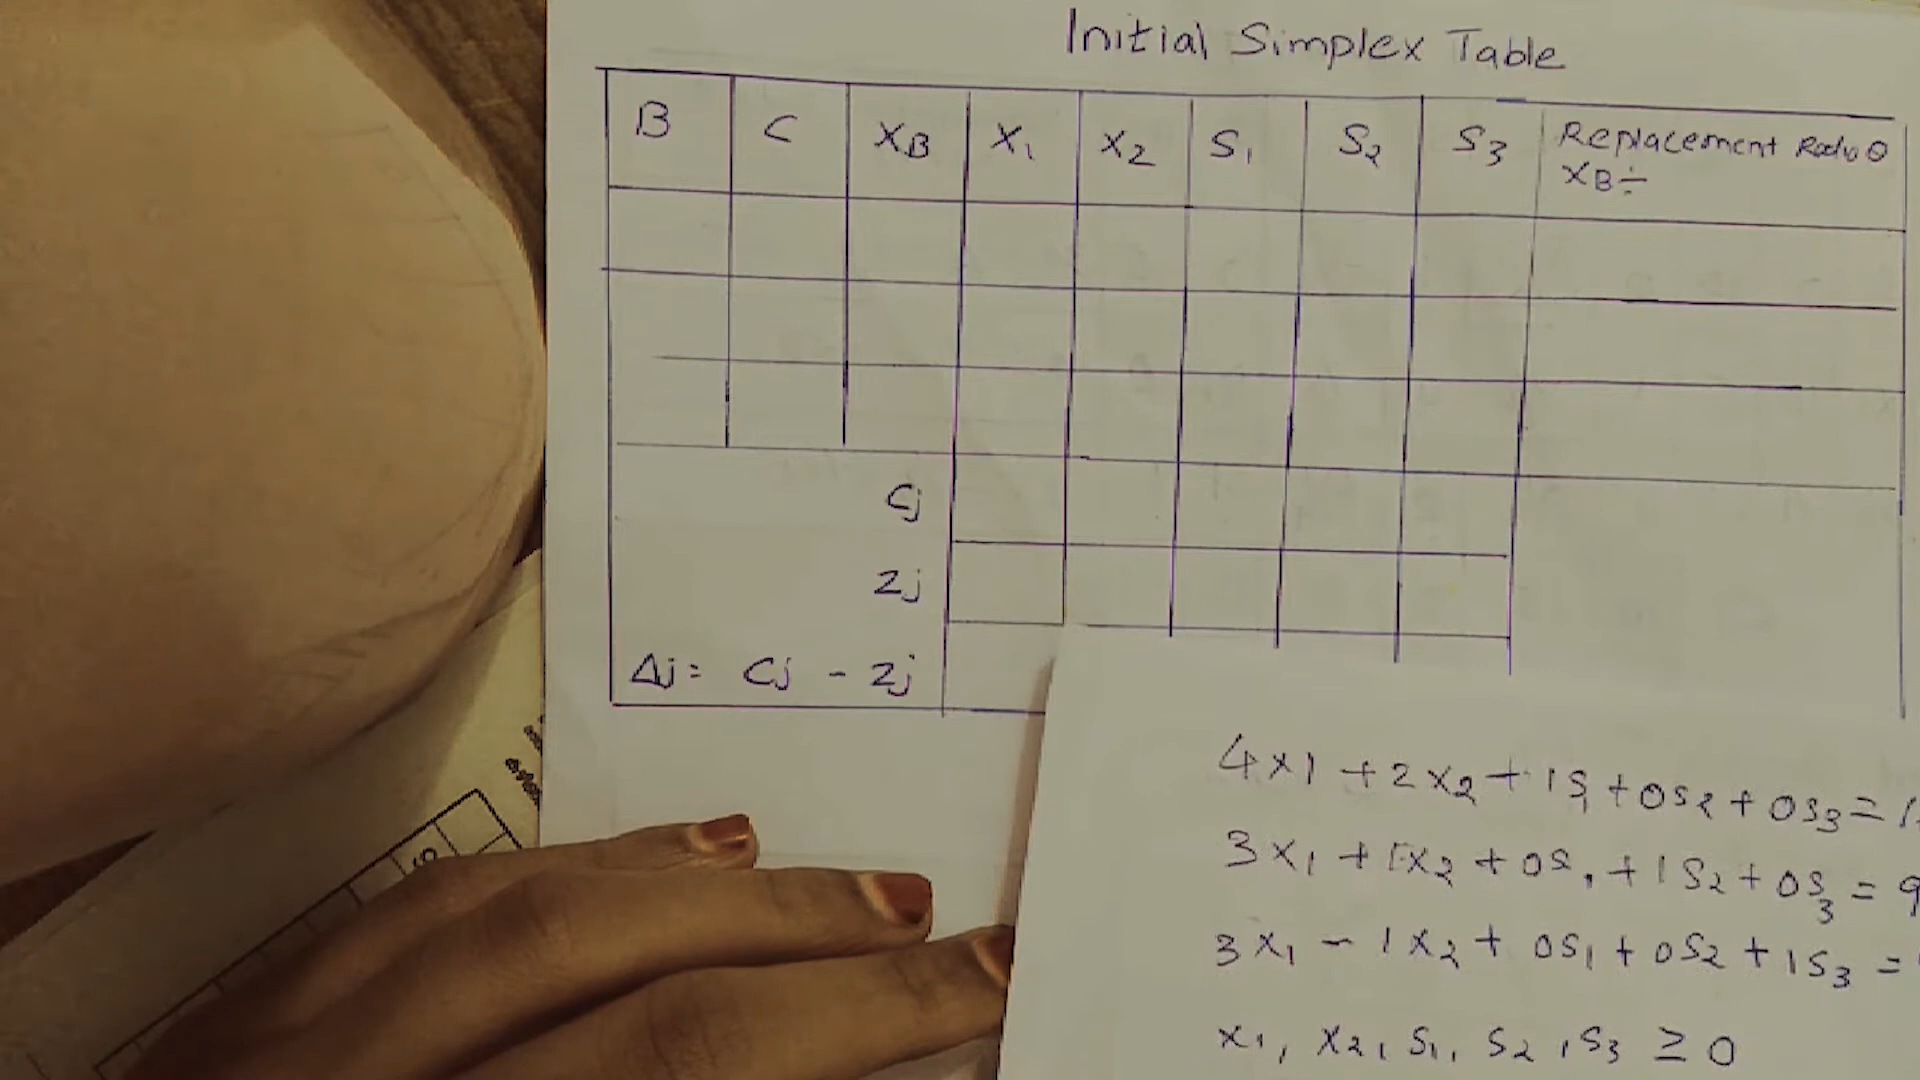 Initial Simplex Table
B C XB X1 X2 S1 S2 S3 Replacement Ratio θ
XB÷
Cj
Zj
Δj = Cj - Zj
4x1 + 2x2 + 1S1 + 0S2 + 0S3 =
3x1 + 1x2 + 0S1 + 1S2 + 0S3 = 9
3x1 - 1x2 + 0S1 + 0S2 + 1S3 =
x1, x2, S1, S2, S3 ≥ 0